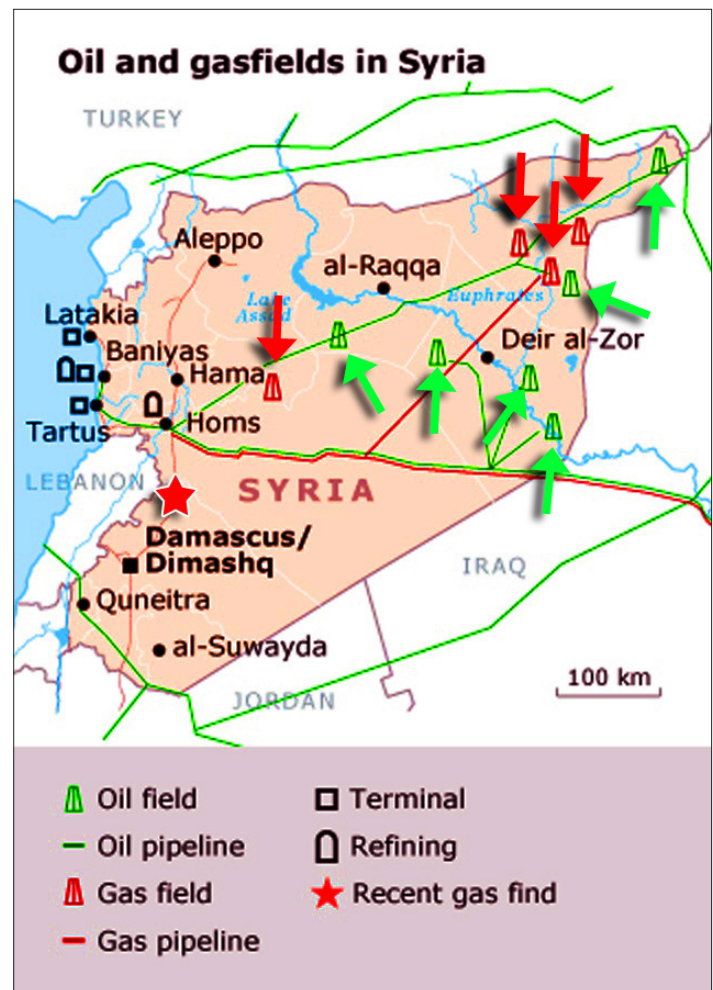 Oil and gasfields in Syria
TURKEY
Aleppo
al-Raqqa
Lake
Assad
Euphrates
Latakia
Deir al-Zor
Baniyas
Hama
Homs
Tartus
LEBANON
SYRIA
Damascus/
Dimashq
IRAQ
Quneitra
al-Suwayda
100 km
JORDAN
Oil field
Terminal
Oil pipeline
Refining
Gas field
Recent gas find
Gas pipeline